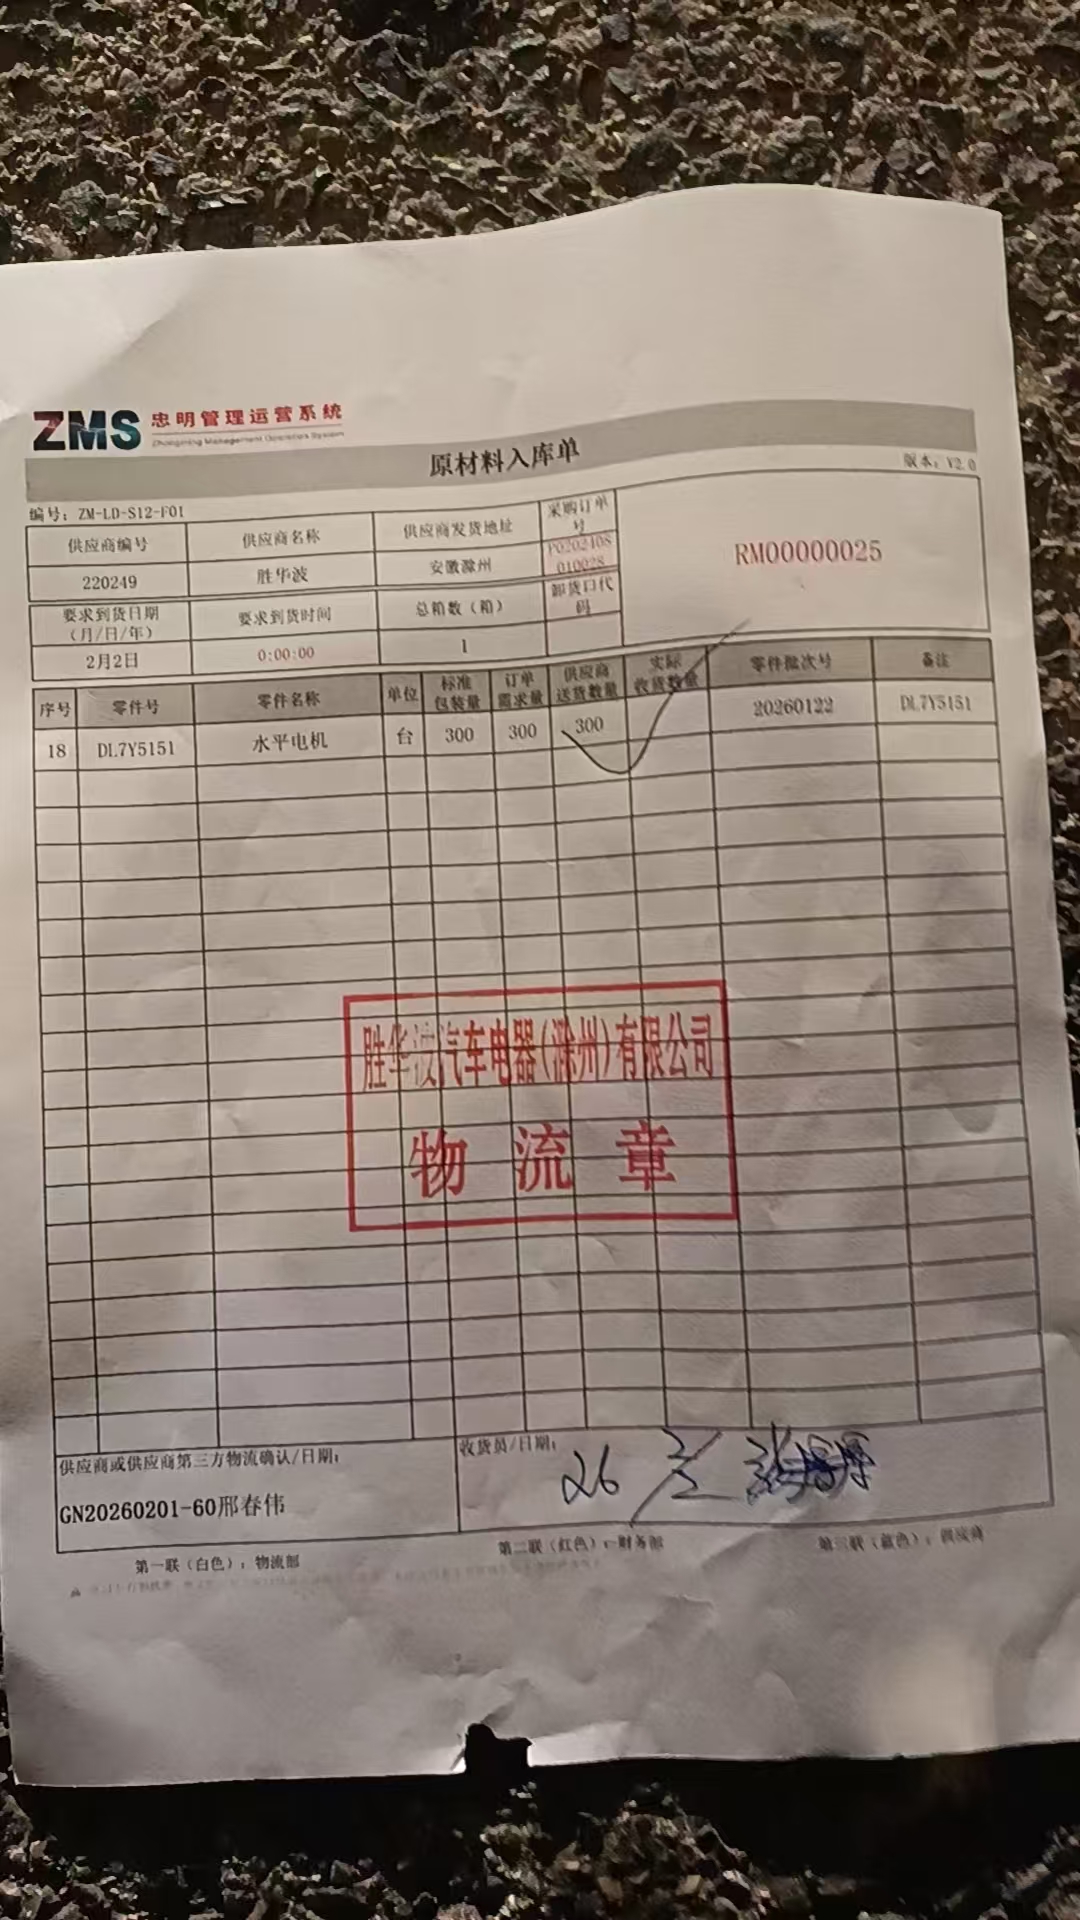 ZMS 忠明管理运营系统
Zhongming Management Operation System
原材料入库单
编号：ZM-LD-S12-F01
版本：V2.0
供应商编号 供应商名称 供应商发货地址 采购订单号
220249 胜华波 安徽滁州 PO202408010028
RM00000025
要求到货日期（月/日/年） 要求到货时间 总箱数（箱） 卸货口代码
2月2日 0:00:00 1
序号 零件号 零件名称 单位 标准包装量 订单需求量 供应商送货数量 实际收货数量 零件批次号 备注
18 DL7Y5151 水平电机 台 300 300 300 20260122 DL7Y5151
胜华波汽车电器(滁州)有限公司
物流章
供应商或供应商第三方物流确认/日期：
GN20260201-60邢春伟
收货员/日期：
26 2/2
第一联（白色）：物流部 第二联（红色）：财务部 第三联（蓝色）：供应商